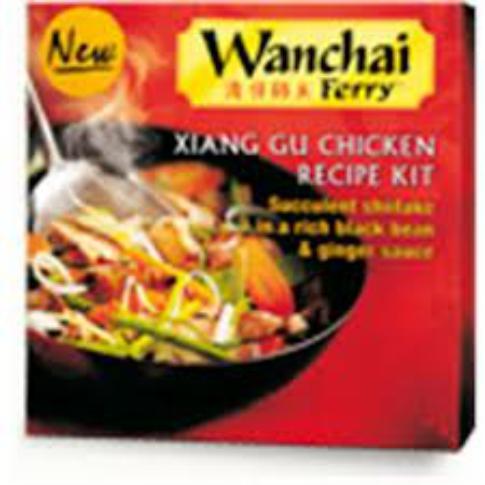 New
Wanchai
Ferry
XIANG GU CHICKEN
RECIPE KIT
Succulent shiitake
in a rich black bean
& ginger sauce